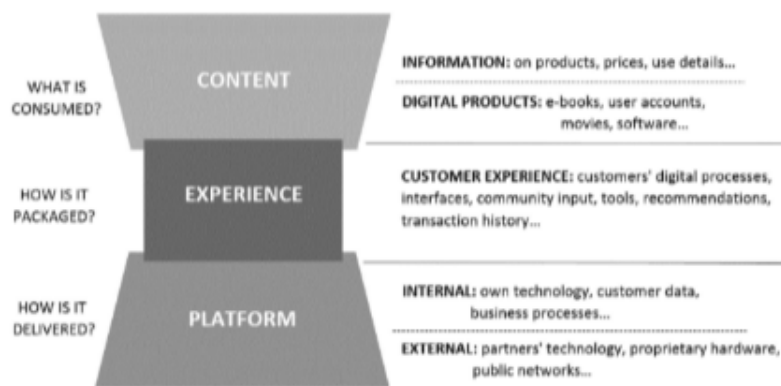 WHAT IS
CONSUMED?
CONTENT
INFORMATION: on products, prices, use details...
DIGITAL PRODUCTS: e-books, user accounts,
movies, software...
HOW IS IT
PACKAGED?
EXPERIENCE
CUSTOMER EXPERIENCE: customers' digital processes,
interfaces, community input, tools, recommendations,
transaction history...
HOW IS IT
DELIVERED?
PLATFORM
INTERNAL: own technology, customer data,
business processes...
EXTERNAL: partners' technology, proprietary hardware,
public networks...